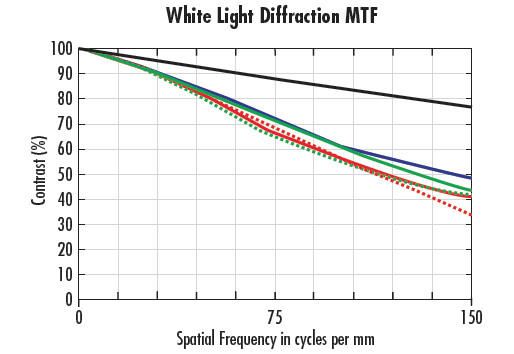 White Light Diffraction MTF
100
90
80
70
60
50
40
30
20
10
0
Contrast (%)
0 75 150
Spatial Frequency in cycles per mm